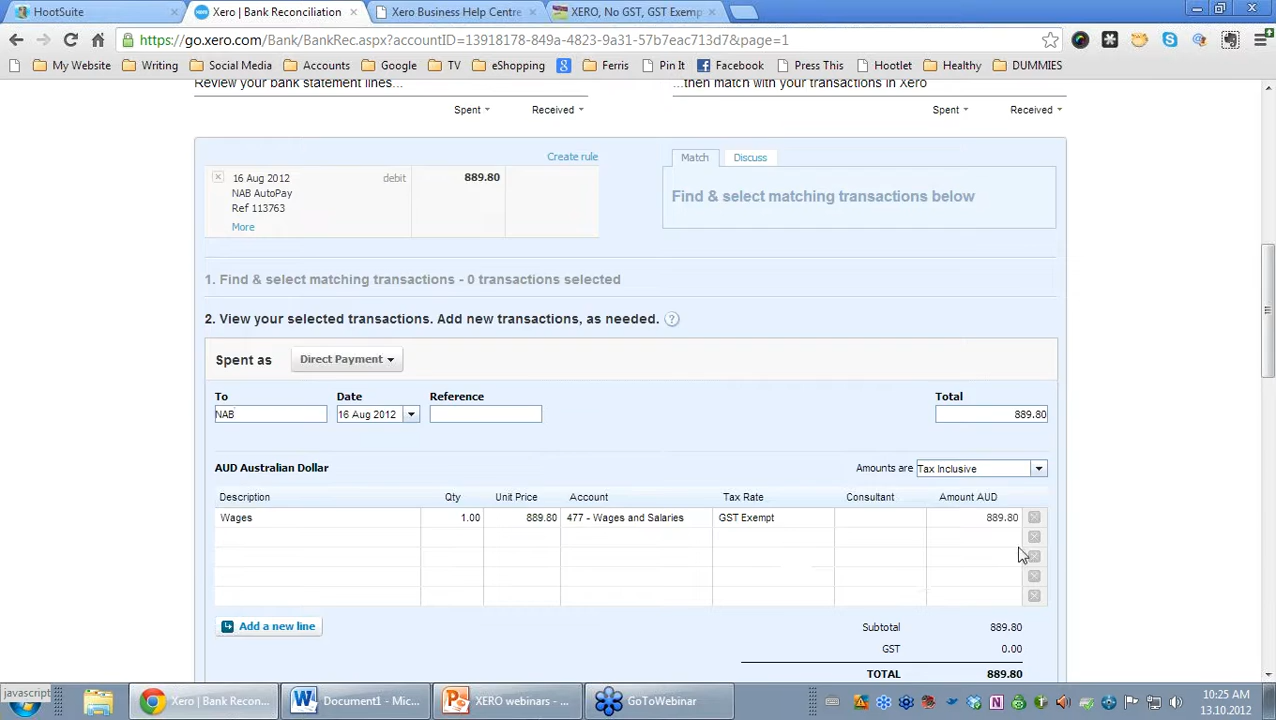 HootSuite
Xero | Bank Reconciliation
Xero Business Help Centre
XERO, No GST, GST Exemp
https://go.xero.com/Bank/BankRec.aspx?accountID=13918178-849a-4823-9a31-57b7eac713d7&page=1
My Website
Writing
Social Media
Accounts
Google
TV
eShopping
Ferris
Pin It
Facebook
Press This
Hootlet
Healthy
DUMMIES
Review your bank statement lines...
...then match with your transactions in Xero
Spent
Received
Spent
Received
Create rule
Match
Discuss
16 Aug 2012
debit
889.80
NAB AutoPay
Ref 113763
More
Find & select matching transactions below
1. Find & select matching transactions - 0 transactions selected
2. View your selected transactions. Add new transactions, as needed. ?
Spent as
Direct Payment
To
Date
Reference
Total
NAB
16 Aug 2012
889.80
AUD Australian Dollar
Amounts are
Tax Inclusive
Description
Qty
Unit Price
Account
Tax Rate
Consultant
Amount AUD
Wages
1.00
889.80
477 - Wages and Salaries
GST Exempt
889.80
Add a new line
Subtotal
889.80
GST
0.00
TOTAL
889.80
javascript
Xero | Bank Recon...
Document1 - Mic...
XERO webinars - ...
GoToWebinar
10:25 AM
13.10.2012